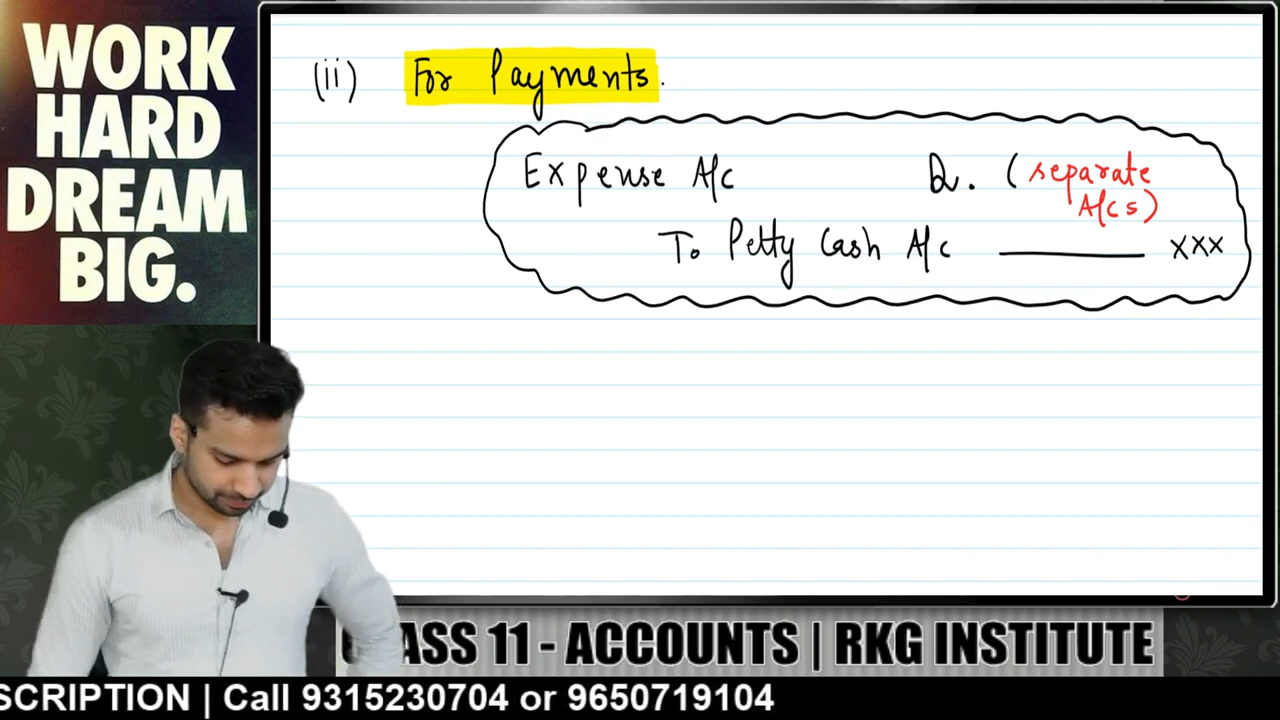 WORK
HARD
DREAM
BIG.
(ii) For Payments.
Expense A/c Dr. (separate
A/cs)
To Petty Cash A/c xxx
ASS 11 - ACCOUNTS | RKG INSTITUTE
SCRIPTION | Call 9315230704 or 9650719104